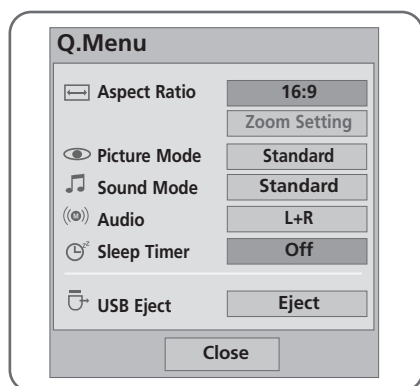 Q.Menu
Aspect Ratio 16:9
Zoom Setting
Picture Mode Standard
Sound Mode Standard
Audio L+R
Sleep Timer Off
USB Eject Eject
Close